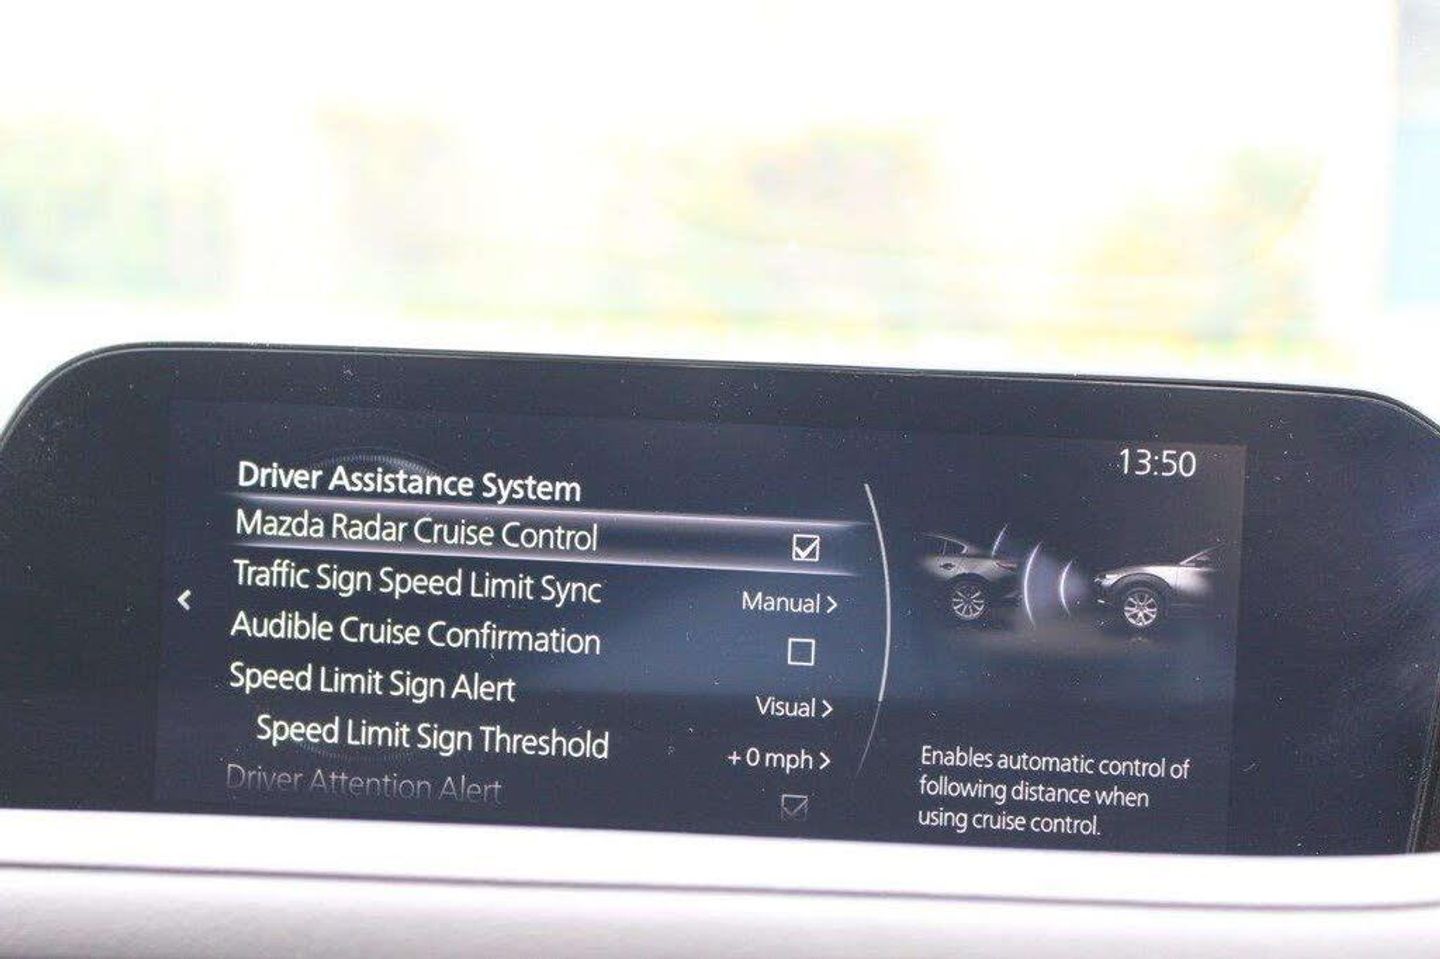 13:50
Driver Assistance System
Mazda Radar Cruise Control
Traffic Sign Speed Limit Sync Manual >
Audible Cruise Confirmation
Speed Limit Sign Alert Visual >
Speed Limit Sign Threshold + 0 mph >
Driver Attention Alert
Enables automatic control of
following distance when
using cruise control.